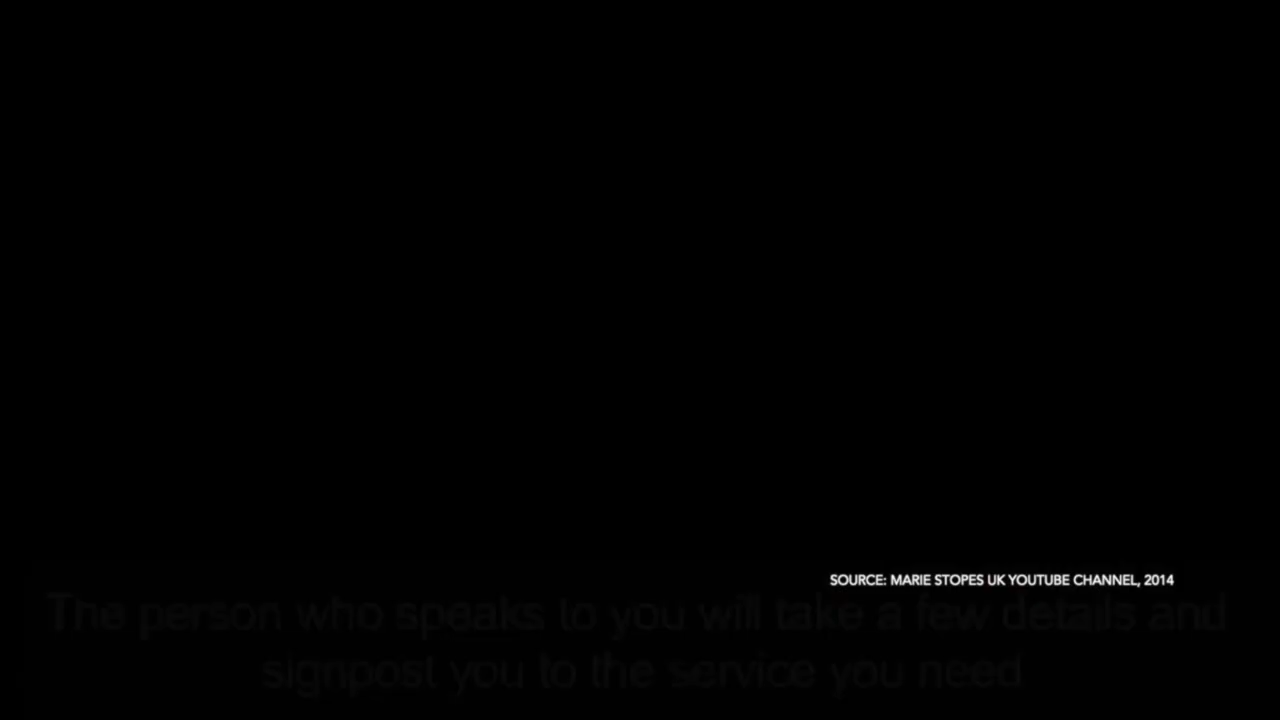 SOURCE: MARIE STOPES UK YOUTUBE CHANNEL, 2014
The person who speaks to you will take a few details and
signpost you to the service you need